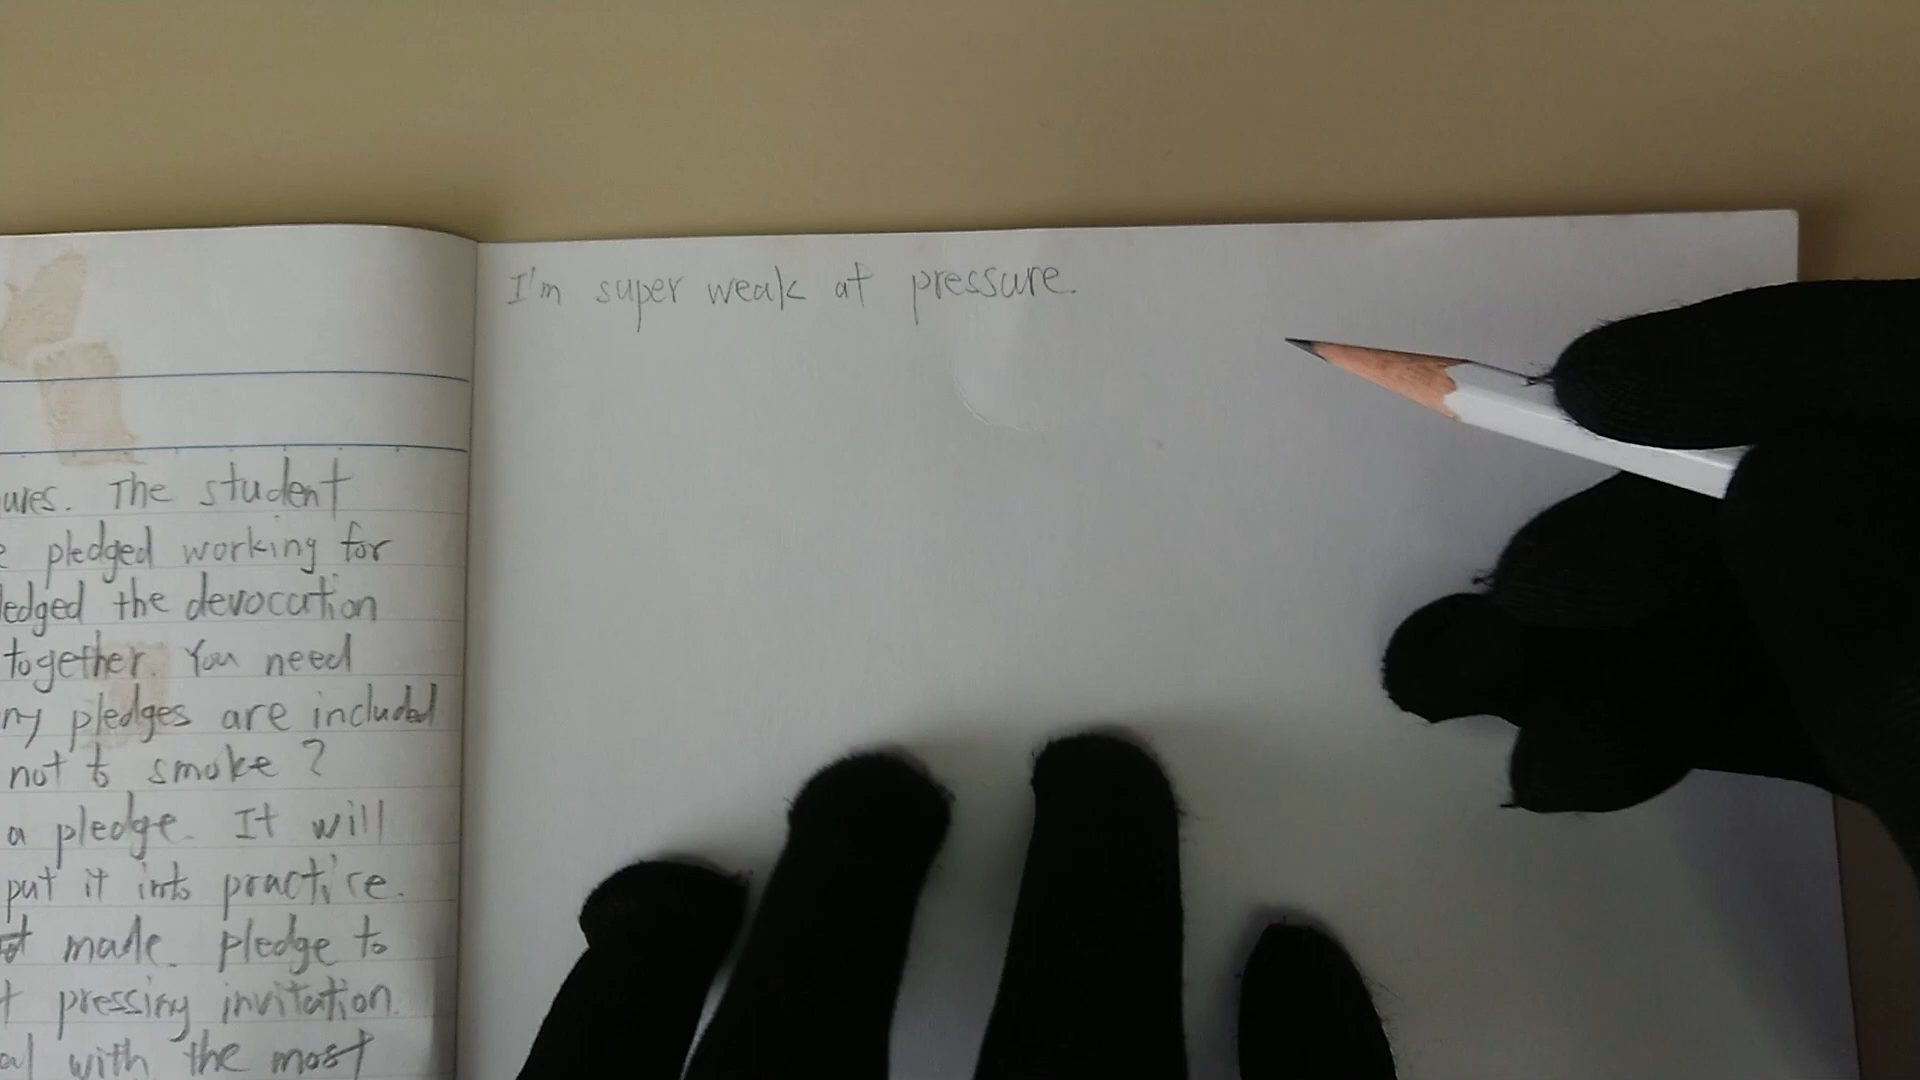 I'm super weak at pressure.
ures. The student
pledged working for
ledged the devocation
together. You need
ny pledges are included
not to smoke?
a pledge. It will
put it into practice.
made. pledge to
pressing invitation.
with the most